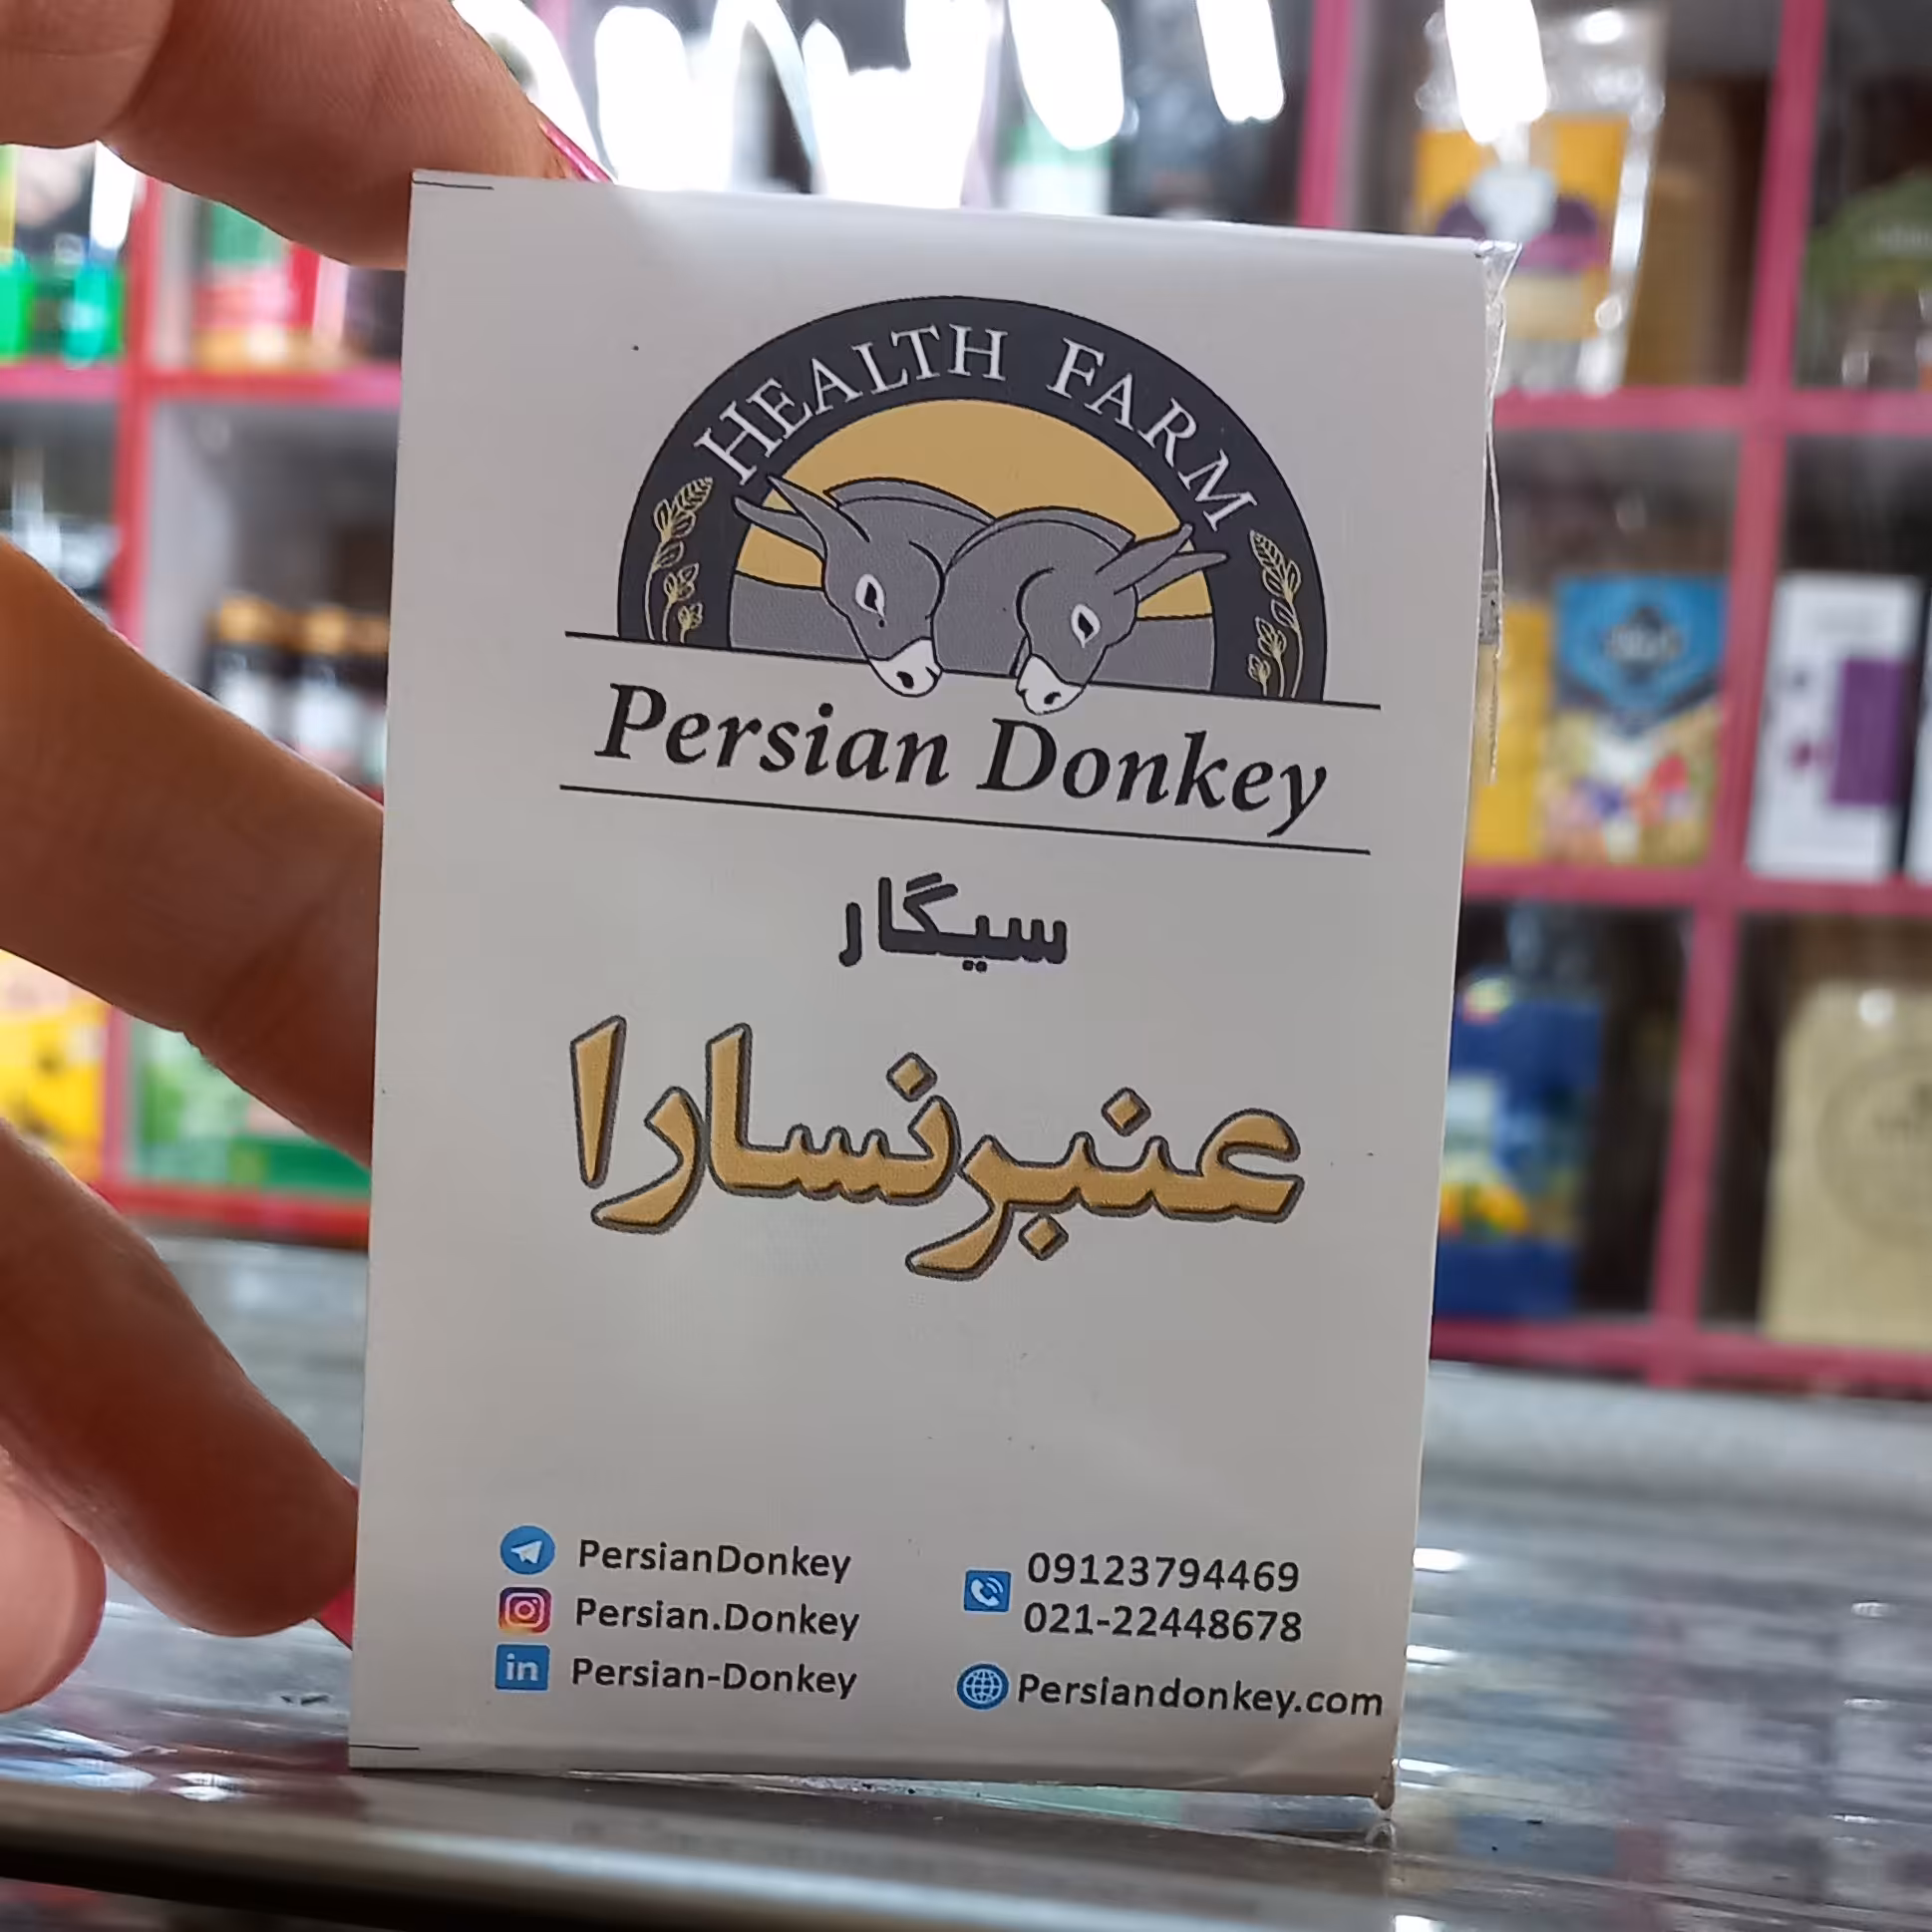 HEALTH FARM
Persian Donkey
سیگار
عنبرنسارا
PersianDonkey
Persian.Donkey
Persian-Donkey
09123794469
021-22448678
Persiandonkey.com